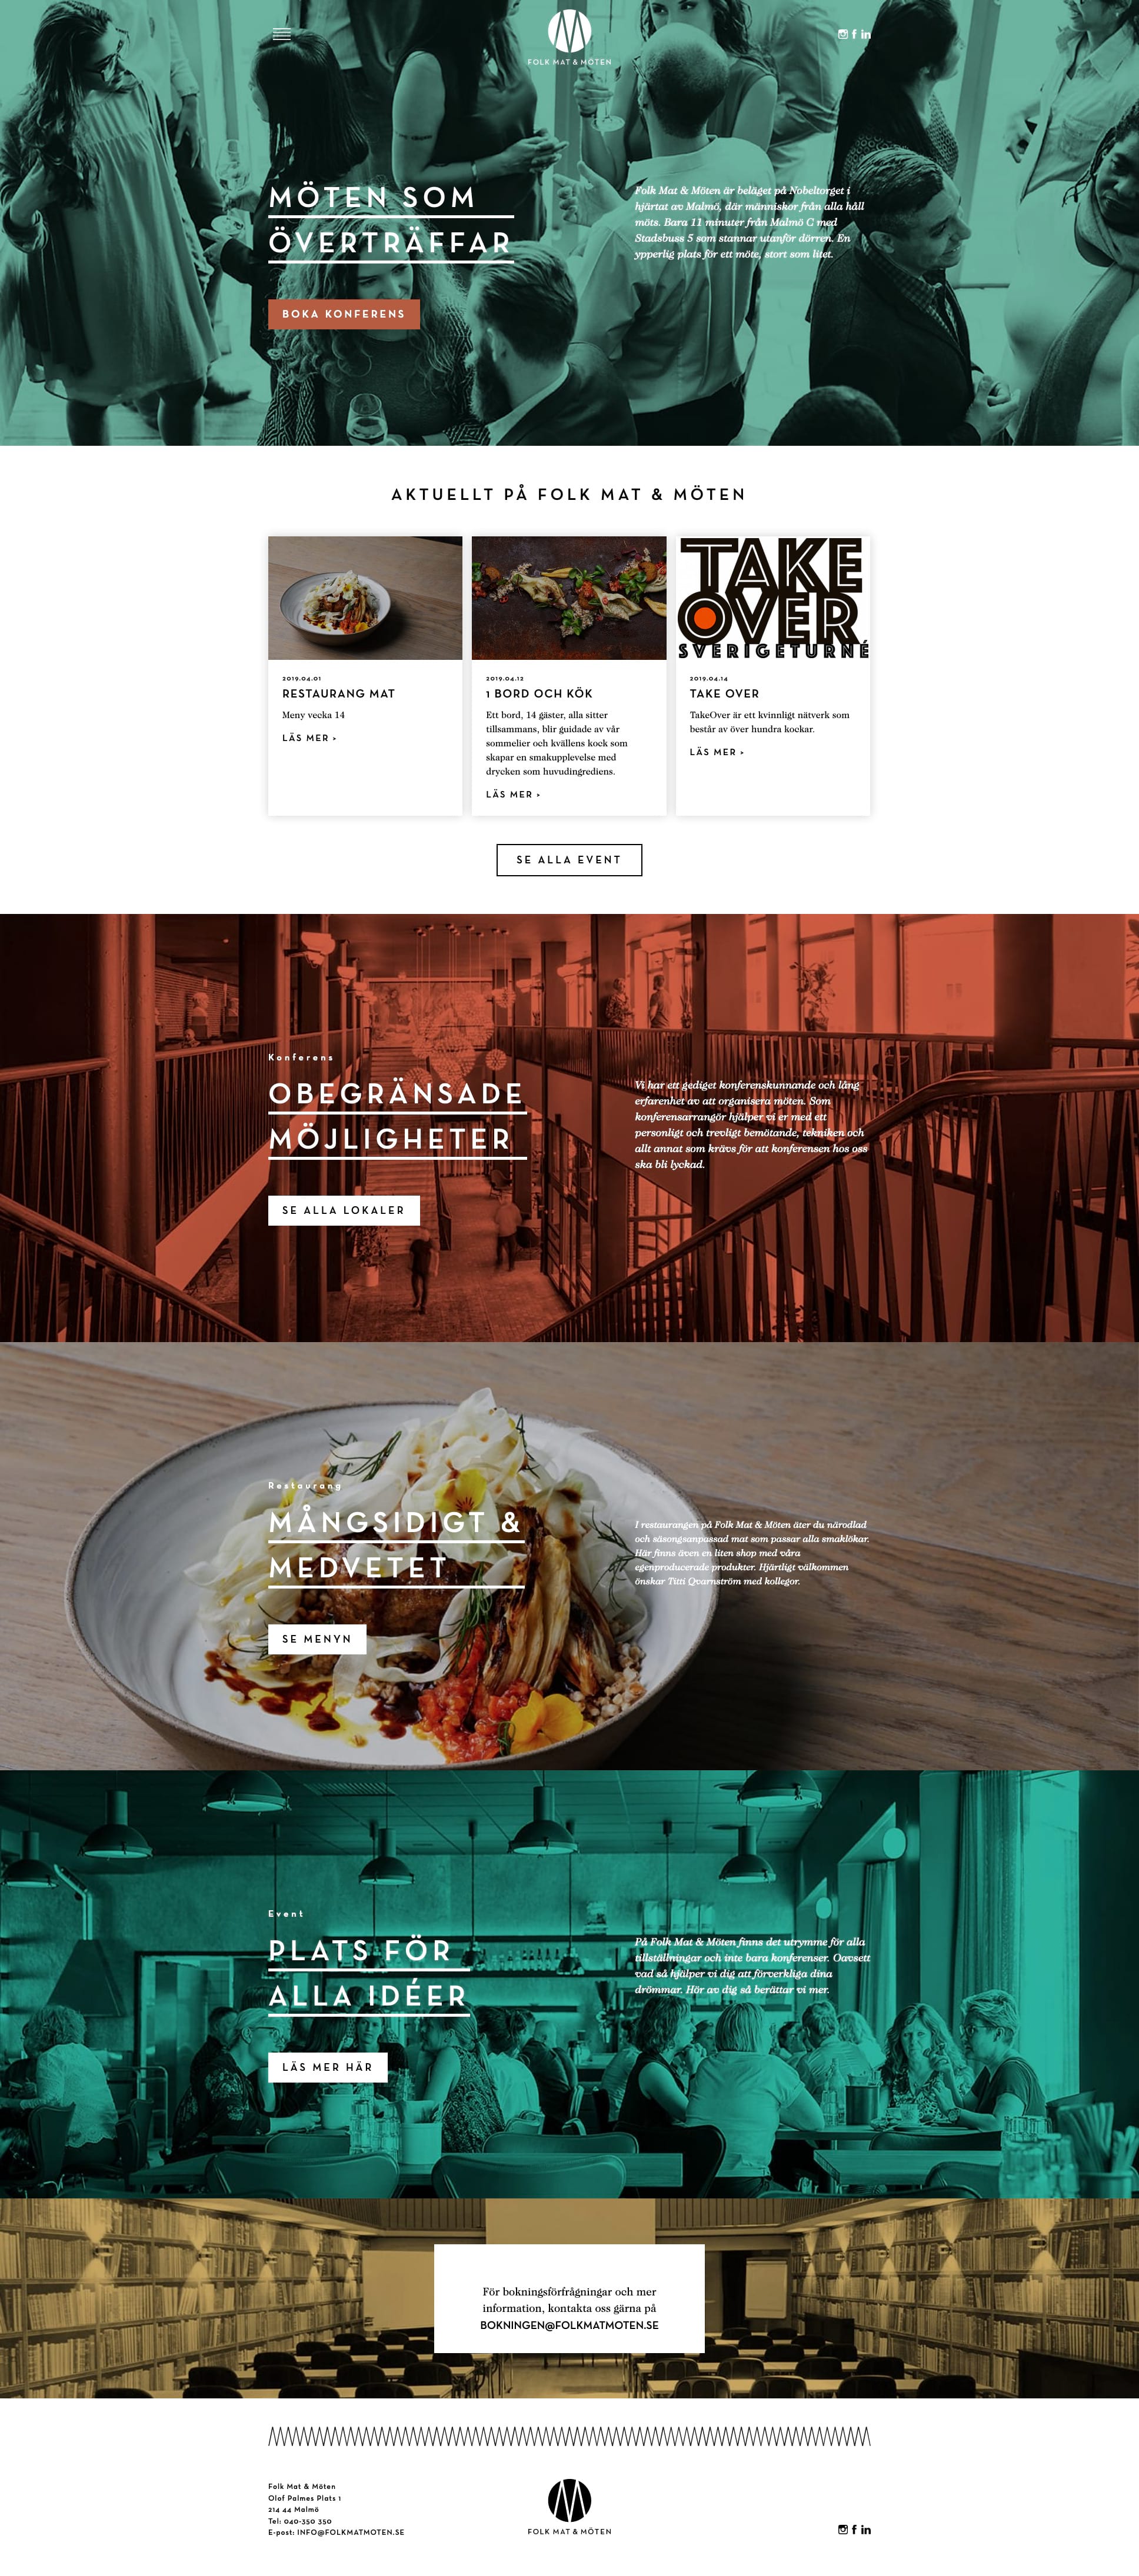 FOLK MAT & MÖTEN
MÖTEN SOM
ÖVERTRÄFFAR
BOKA KONFERENS
Folk Mat & Möten är beläget på Nobeltorget i
hjärtat av Malmö, där människor från alla håll
möts. Bara 11 minuter från Malmö C med
Stadsbuss 5 som stannar utanför dörren. En
ypperlig plats för ett möte, stort som litet.
AKTUELLT PÅ FOLK MAT & MÖTEN
2019.04.01
RESTAURANG MAT
Meny vecka 14
LÄS MER >
2019.04.12
1 BORD OCH KÖK
Ett bord, 14 gäster, alla sitter
tillsammans, blir guidade av vår
sommelier och kvällens kock som
skapar en smakupplevelse med
drycken som huvudingrediens.
LÄS MER >
TAKE
OVER
SVERIGETURNÉ
2019.04.14
TAKE OVER
TakeOver är ett kvinnligt nätverk som
består av över hundra kockar.
LÄS MER >
SE ALLA EVENT
Konferens
OBEGRÄNSADE
MÖJLIGHETER
SE ALLA LOKALER
Vi har ett gediget konferenskunnande och lång
erfarenhet av att organisera möten. Som
konferensarrangör hjälper vi er med ett
personligt och trevligt bemötande, tekniken och
allt annat som krävs för att konferensen hos oss
ska bli lyckad.
Restaurang
MÅNGSIDIGT &
MEDVETET
SE MENYN
I restaurangen på Folk Mat & Möten äter du närodlad
och säsongsanpassad mat som passar alla smaklökar.
Här finns även en liten shop med våra
egenproducerade produkter. Hjärtligt välkommen
önskar Titti Qvarnström med kollegor.
Event
PLATS FÖR
ALLA IDÉER
LÄS MER HÄR
På Folk Mat & Möten finns det utrymme för alla
tillställningar och inte bara konferenser. Oavsett
vad så hjälper vi dig att förverkliga dina
drömmar. Hör av dig så berättar vi mer.
För bokningsförfrågningar och mer
information, kontakta oss gärna på
BOKNINGEN@FOLKMATMOTEN.SE
Folk Mat & Möten
Olof Palmes Plats 1
214 44 Malmö
Tel: 040-350 350
E-post: INFO@FOLKMATMOTEN.SE
FOLK MAT & MÖTEN